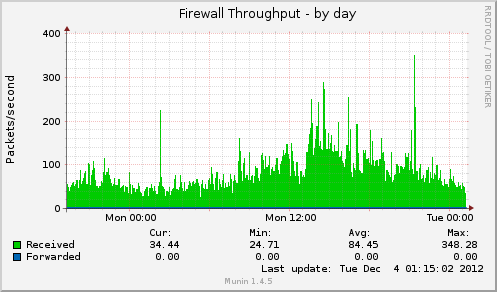 Firewall Throughput - by day
RRDTOOL / TOBI OETIKER
Packets/second
400
300
200
100
0
Mon 00:00 Mon 12:00 Tue 00:00
Cur: Min: Avg: Max:
Received 34.44 24.71 84.45 348.28
Forwarded 0.00 0.00 0.00 0.00
Last update: Tue Dec 4 01:15:02 2012
Munin 1.4.5